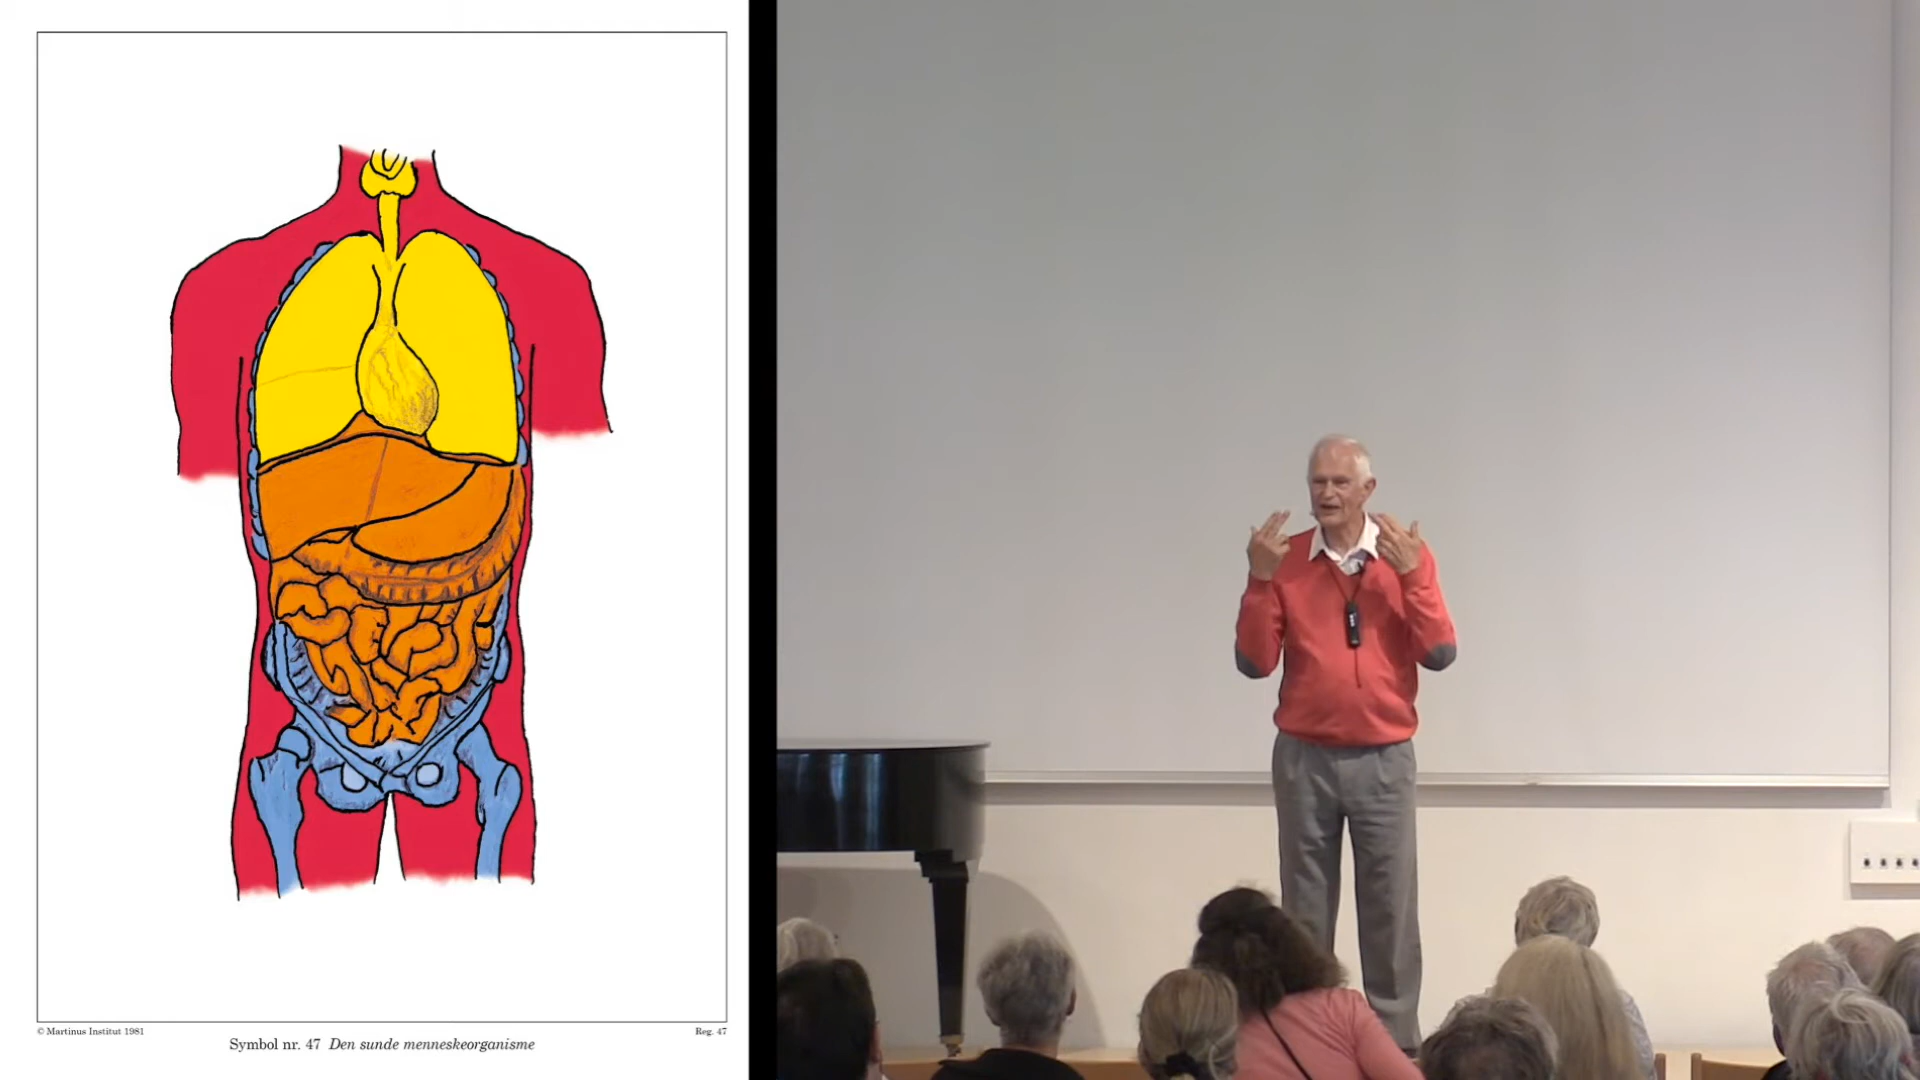 © Martinus Institut 1981
Reg. 47
Symbol nr. 47 Den sunde menneskeorganisme